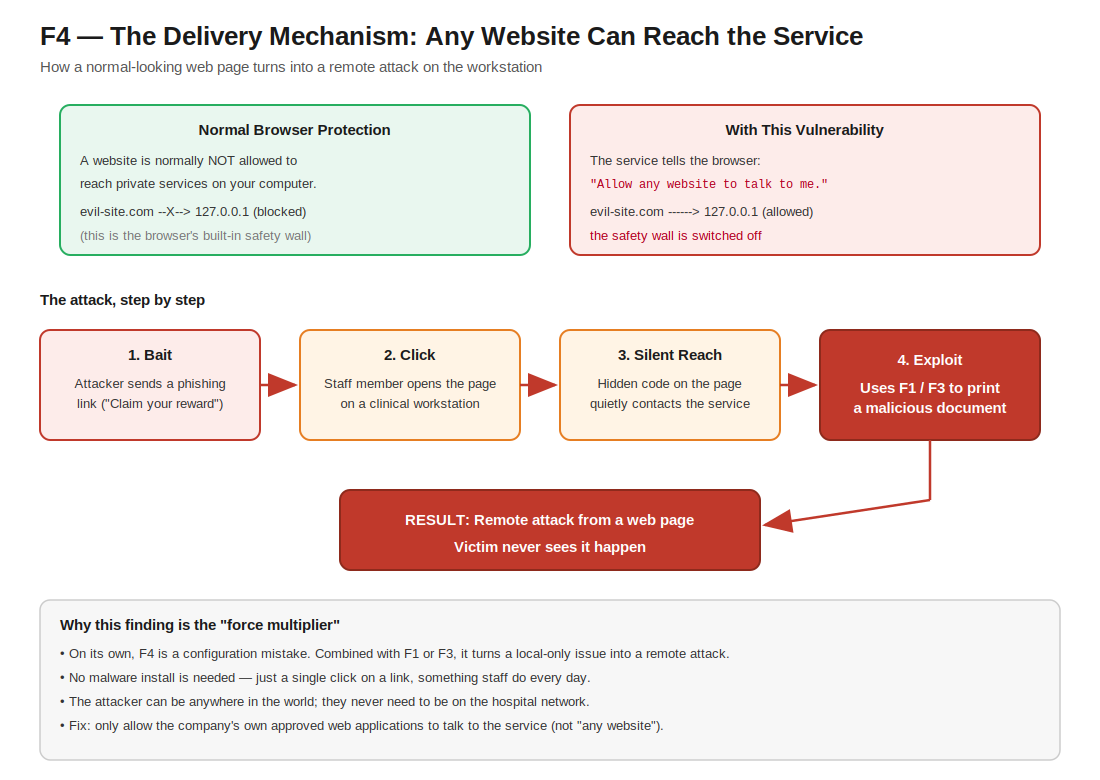 F4 — The Delivery Mechanism: Any Website Can Reach the Service
How a normal-looking web page turns into a remote attack on the workstation
Normal Browser Protection
A website is normally NOT allowed to
reach private services on your computer.
evil-site.com --X--> 127.0.0.1 (blocked)
(this is the browser's built-in safety wall)
With This Vulnerability
The service tells the browser:
"Allow any website to talk to me."
evil-site.com ------> 127.0.0.1 (allowed)
the safety wall is switched off
The attack, step by step
1. Bait
Attacker sends a phishing
link ("Claim your reward")
2. Click
Staff member opens the page
on a clinical workstation
3. Silent Reach
Hidden code on the page
quietly contacts the service
4. Exploit
Uses F1 / F3 to print
a malicious document
RESULT: Remote attack from a web page
Victim never sees it happen
Why this finding is the "force multiplier"
• On its own, F4 is a configuration mistake. Combined with F1 or F3, it turns a local-only issue into a remote attack.
• No malware install is needed — just a single click on a link, something staff do every day.
• The attacker can be anywhere in the world; they never need to be on the hospital network.
• Fix: only allow the company's own approved web applications to talk to the service (not "any website").